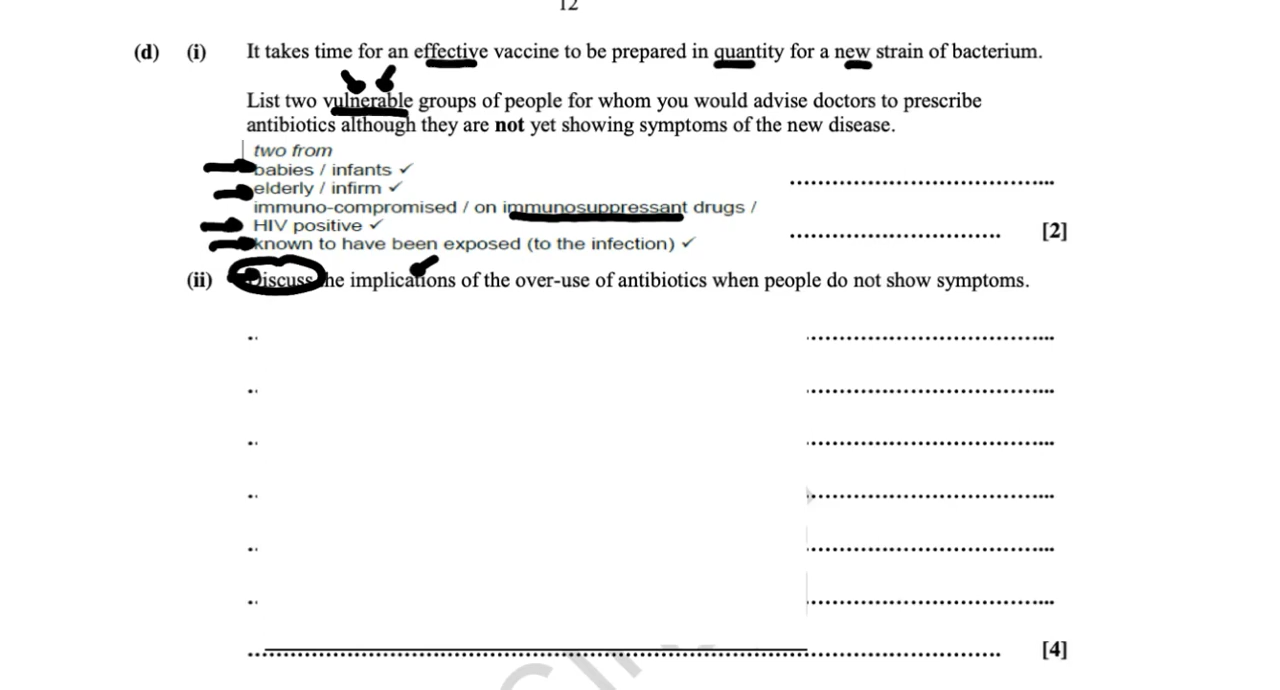 12
(d) (i) It takes time for an effective vaccine to be prepared in quantity for a new strain of bacterium.
List two vulnerable groups of people for whom you would advise doctors to prescribe
antibiotics although they are not yet showing symptoms of the new disease.
two from
babies / infants ✓
elderly / infirm ✓
immuno-compromised / on immunosuppressant drugs /
HIV positive ✓
known to have been exposed (to the infection) ✓
[2]
(ii) Discuss the implications of the over-use of antibiotics when people do not show symptoms.
[4]